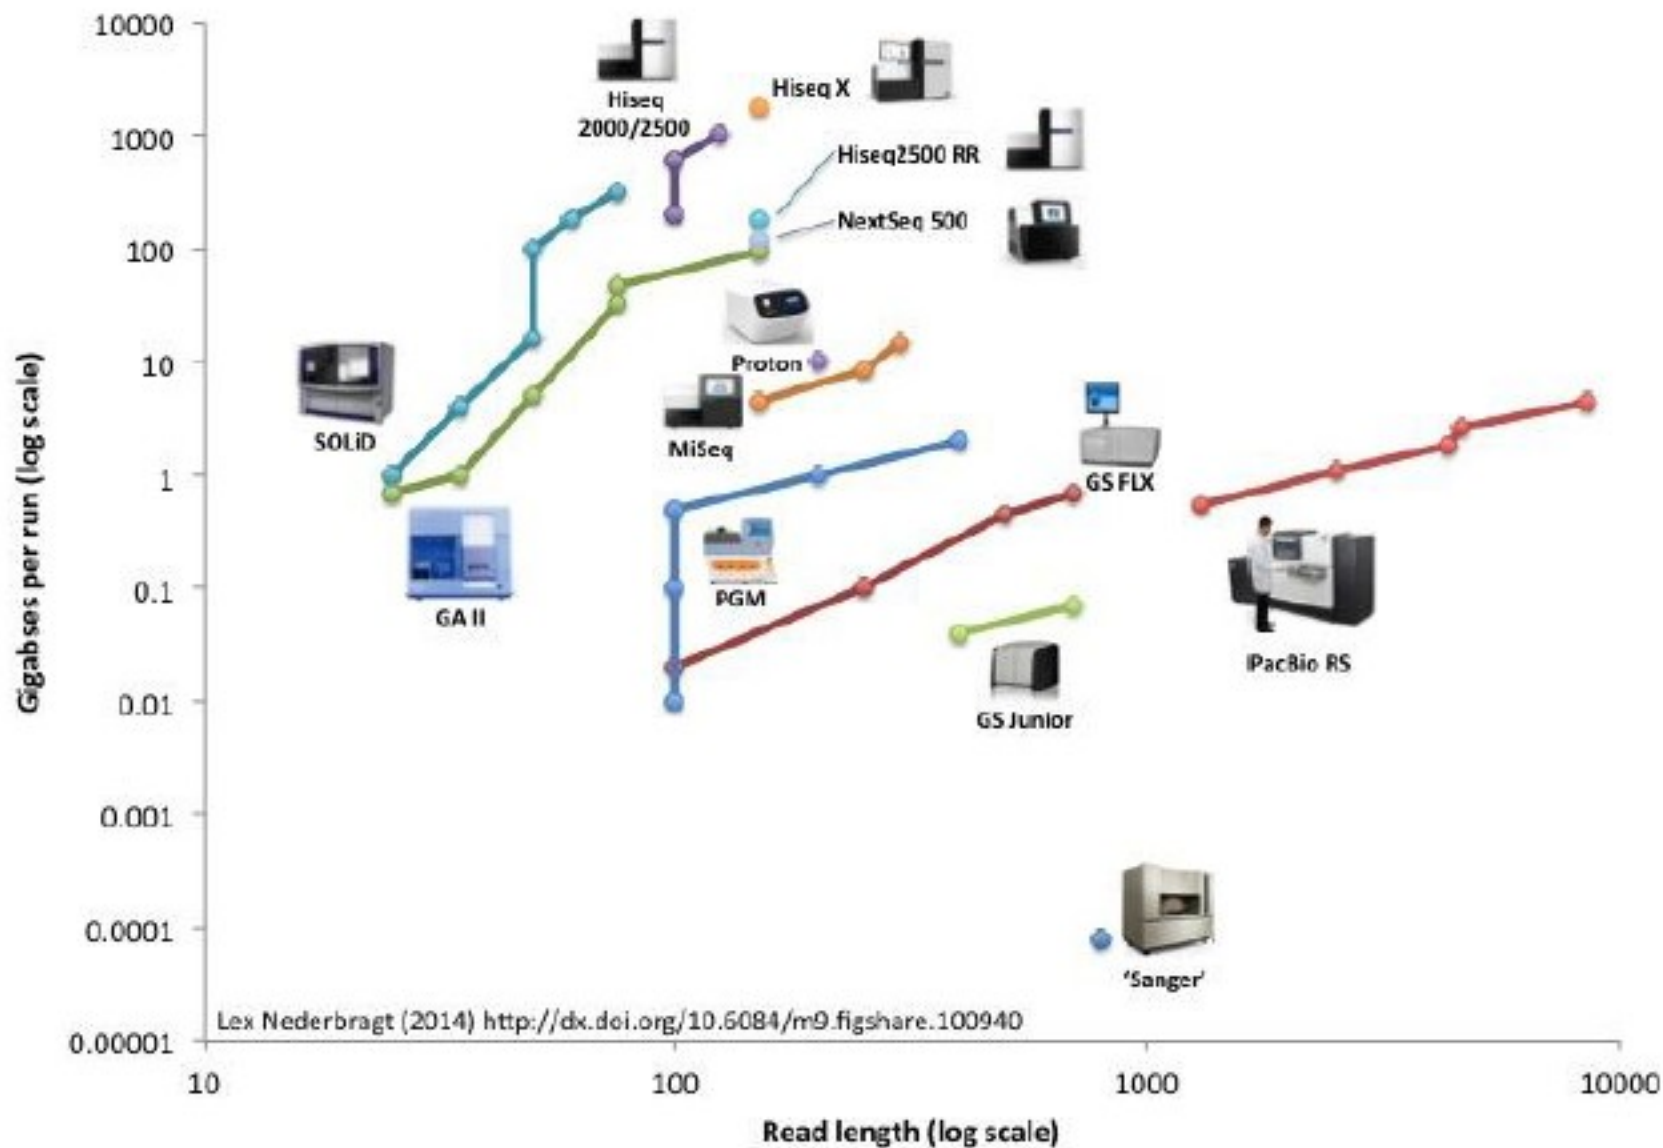 10000
Hiseq
2000/2500
Hiseq X
1000
Hiseq2500 RR
NextSeq 500
100
Proton
10
SOLiD
MiSeq
1
GS FLX
GA II
0.1
PGM
PacBio RS
0.01
GS Junior
0.001
0.0001
'Sanger'
Lex Nederbragt (2014) http://dx.doi.org/10.6084/m9.figshare.100940
0.00001
10
100
1000
10000
Gigabses per run (log scale)
Read length (log scale)